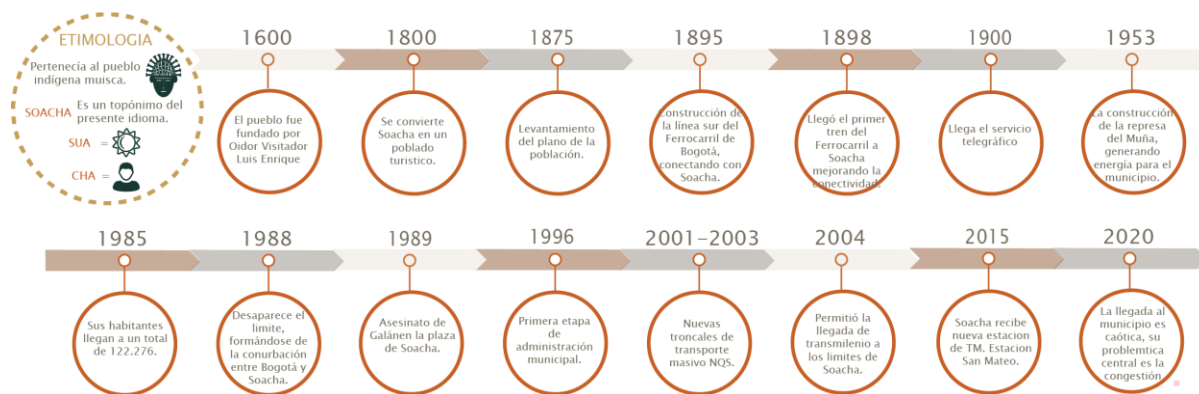 ETIMOLOGIA
Pertenecía al pueblo
indígena muisca.
SOACHA Es un topónimo del
presente idioma.
SUA =
CHA =
1600
El pueblo fue
fundado por
Oidor Visitador
Luis Enrique
1800
Se convierte
Soacha en un
poblado
turistico.
1875
Levantamiento
del plano de la
población.
1895
Construcción de
la línea sur del
Ferrocarril de
Bogotá,
conectando con
Soacha.
1898
Llegó el primer
tren del
Ferrocarril a
Soacha
mejorando la
conectividad.
1900
Llega el servicio
telegráfico
1953
La construcción
de la represa
del Muña,
generando
energía para el
municipio.
1985
Sus habitantes
llegan a un total
de 122.276.
1988
Desaparece el
limite,
formándose de
la conurbación
entre Bogotá y
Soacha.
1989
Asesinato de
Galánen la plaza
de Soacha.
1996
Primera etapa
de
administración
municipal.
2001-2003
Nuevas
troncales de
transporte
masivo NQS.
2004
Permitió la
llegada de
transmilenio a
los limites de
Soacha.
2015
Soacha recibe
nueva estacion
de TM. Estacion
San Mateo.
2020
La llegada al
municipio es
caótica, su
problemtica
central es la
congestión